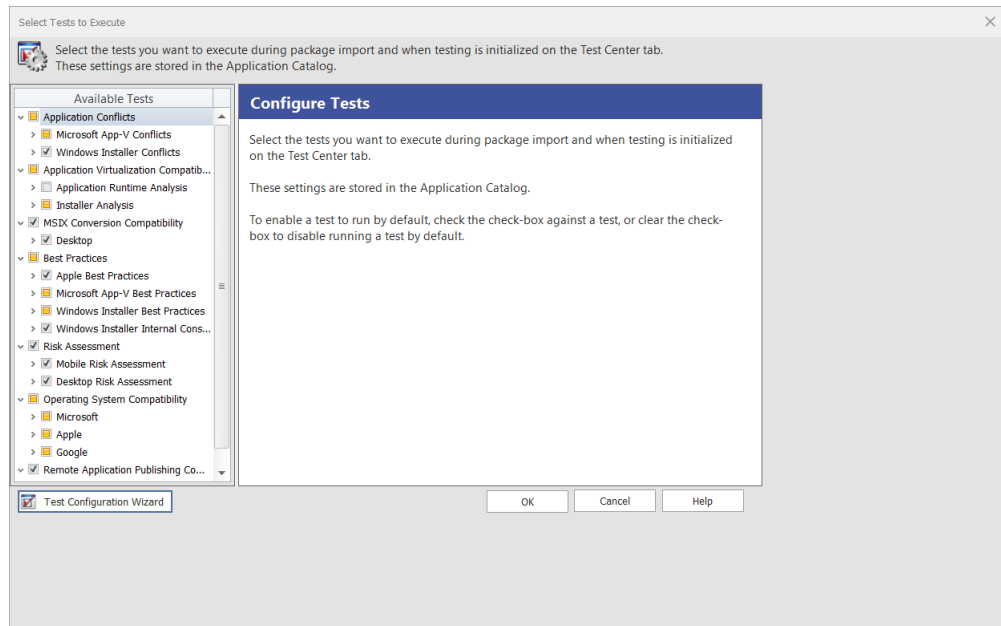 Select Tests to Execute
Select the tests you want to execute during package import and when testing is initialized on the Test Center tab.
These settings are stored in the Application Catalog.
Available Tests
Application Conflicts
Microsoft App-V Conflicts
Windows Installer Conflicts
Application Virtualization Compatib...
Application Runtime Analysis
Installer Analysis
MSIX Conversion Compatibility
Desktop
Best Practices
Apple Best Practices
Microsoft App-V Best Practices
Windows Installer Best Practices
Windows Installer Internal Cons...
Risk Assessment
Mobile Risk Assessment
Desktop Risk Assessment
Operating System Compatibility
Microsoft
Apple
Google
Remote Application Publishing Co...
Configure Tests
Select the tests you want to execute during package import and when testing is initialized
on the Test Center tab.
These settings are stored in the Application Catalog.
To enable a test to run by default, check the check-box against a test, or clear the check-
box to disable running a test by default.
Test Configuration Wizard
OK
Cancel
Help